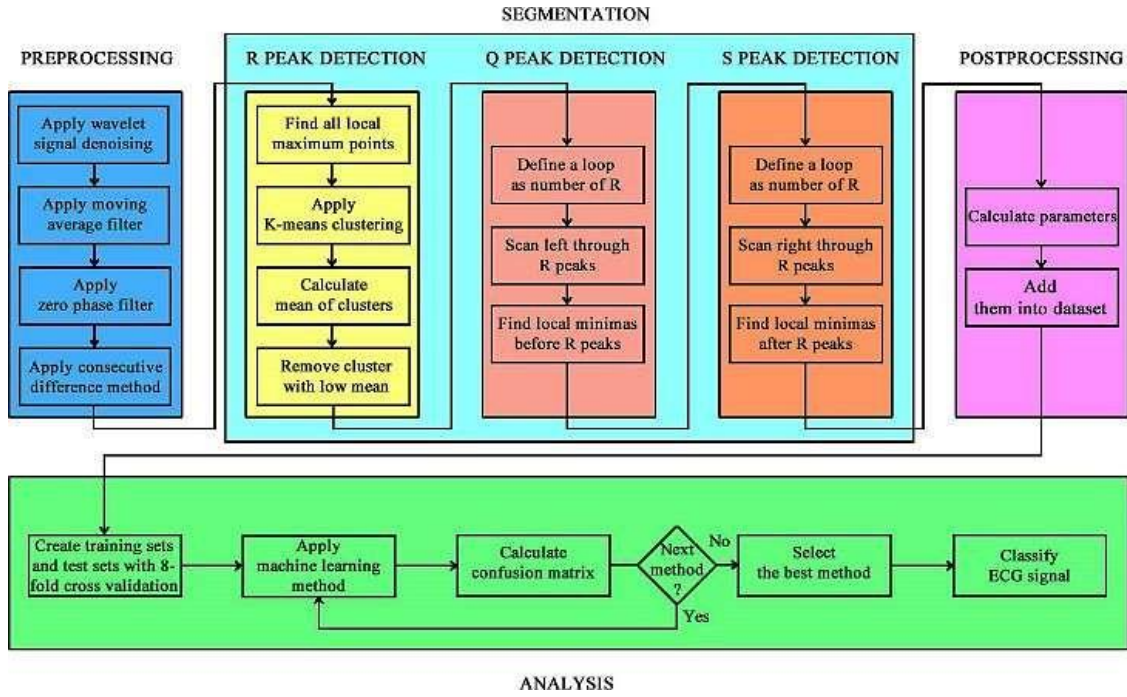 SEGMENTATION
PREPROCESSING
R PEAK DETECTION
Q PEAK DETECTION
S PEAK DETECTION
POSTPROCESSING
Apply wavelet
signal denoising
Apply moving
average filter
Apply
zero phase filter
Apply consecutive
difference method
Find all local
maximum points
Apply
K-means clustering
Calculate
mean of clusters
Remove cluster
with low mean
Define a loop
as number of R
Scan left through
R peaks
Find local minimas
before R peaks
Define a loop
as number of R
Scan right through
R peaks
Find local minimas
after R peaks
Calculate parameters
Add
them into dataset
Create training sets
and test sets with 8-
fold cross validation
Apply
machine learning
method
Calculate
confusion matrix
Next
method
?
No
Yes
Select
the best method
Classify
ECG signal
ANALYSIS